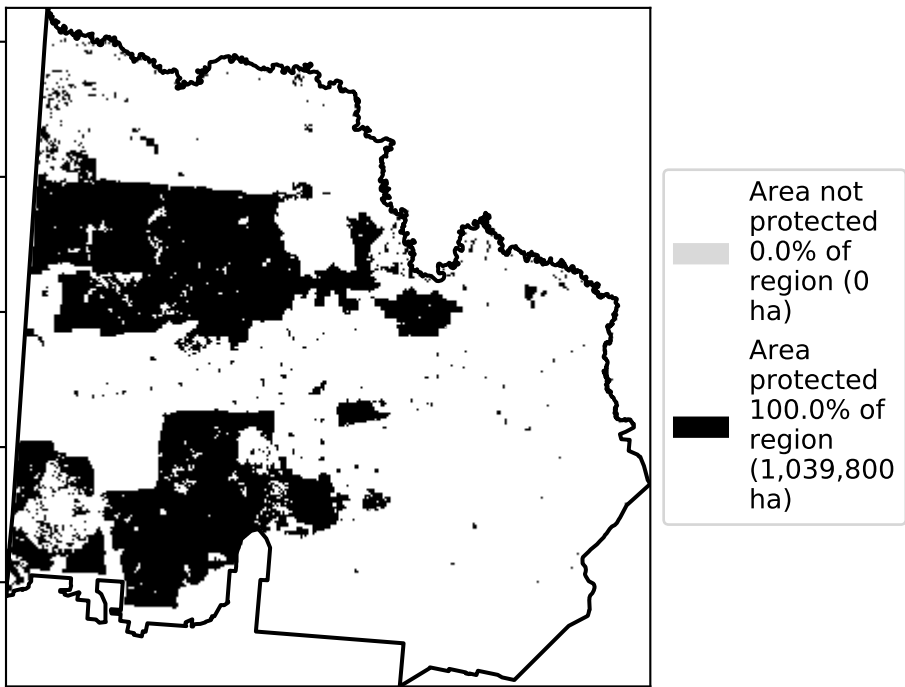 Area not
protected
0.0% of
region (0
ha)
Area
protected
100.0% of
region
(1,039,800
ha)